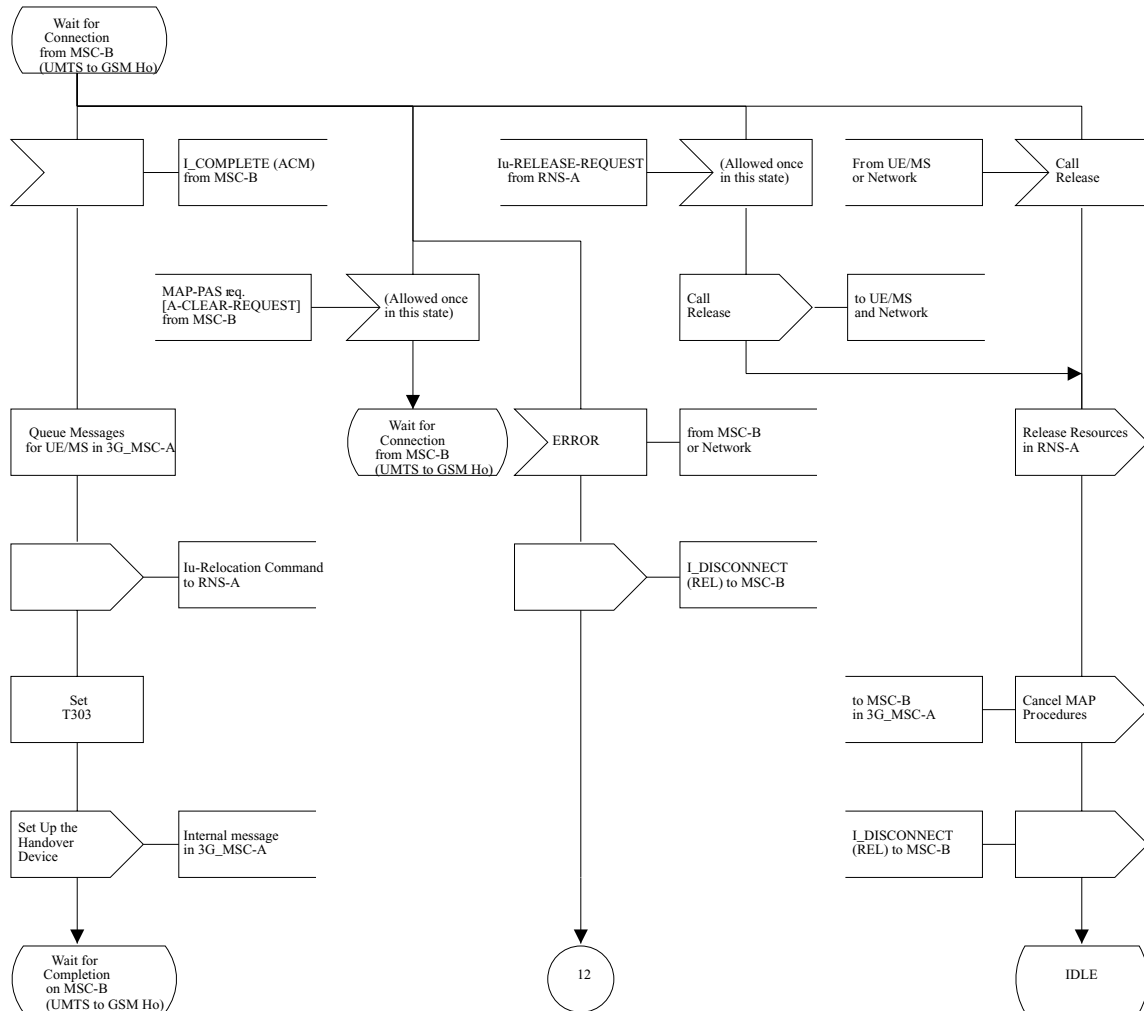 Wait for
Connection
from MSC-B
(UMTS to GSM Ho)
I_COMPLETE (ACM)
from MSC-B
Iu-RELEASE-REQUEST
from RNS-A
(Allowed once
in this state)
From UE/MS
or Network
Call
Release
MAP-PAS req.
[A-CLEAR-REQUEST]
from MSC-B
(Allowed once
in this state)
Call
Release
to UE/MS
and Network
Queue Messages
for UE/MS in 3G_MSC-A
Wait for
Connection
from MSC-B
(UMTS to GSM Ho)
ERROR
from MSC-B
or Network
Release Resources
in RNS-A
Iu-Relocation Command
to RNS-A
I_DISCONNECT
(REL) to MSC-B
Set
T303
to MSC-B
in 3G_MSC-A
Cancel MAP
Procedures
Set Up the
Handover
Device
Internal message
in 3G_MSC-A
I_DISCONNECT
(REL) to MSC-B
Wait for
Completion
on MSC-B
(UMTS to GSM Ho)
12
IDLE